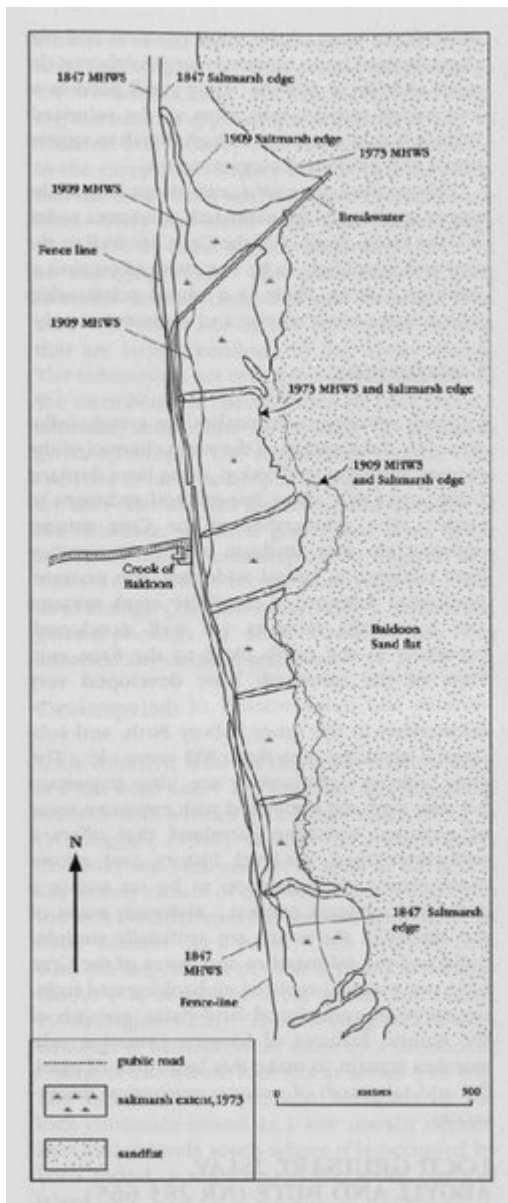 1847 MHWS
1847 Saltmarsh edge
1909 Saltmarsh edge
1973 MHWS
1909 MHWS
Breakwater
Fence line
1909 MHWS
1973 MHWS and Saltmarsh edge
1909 MHWS
and Saltmarsh edge
Crook of
Baldoon
Baldoon
Sand flat
N
1847 Saltmarsh
edge
1847
MHWS
Fence-line
public road
saltmarsh extent, 1973
sandflat
0 metres 500